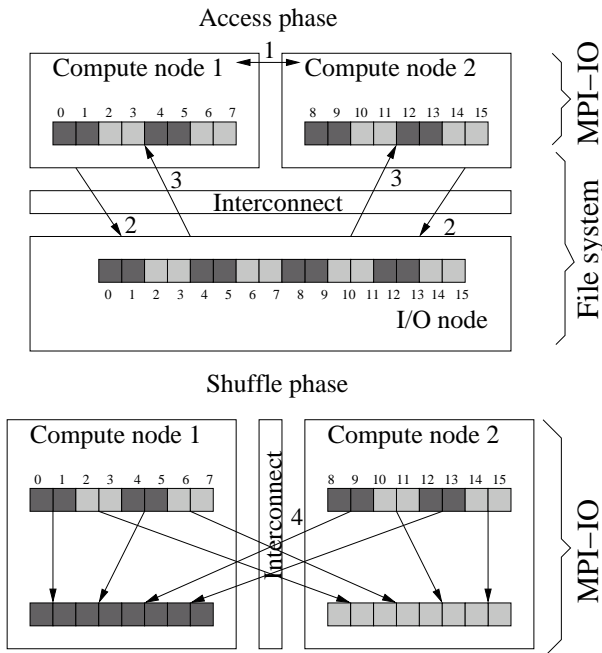 Access phase
1
Compute node 1
Compute node 2
0 1 2 3 4 5 6 7
8 9 10 11 12 13 14 15
MPI–IO
3
3
Interconnect
2
2
0 1 2 3 4 5 6 7 8 9 10 11 12 13 14 15
I/O node
File system
Shuffle phase
Compute node 1
Compute node 2
0 1 2 3 4 5 6 7
8 9 10 11 12 13 14 15
Interconnect
4
MPI–IO